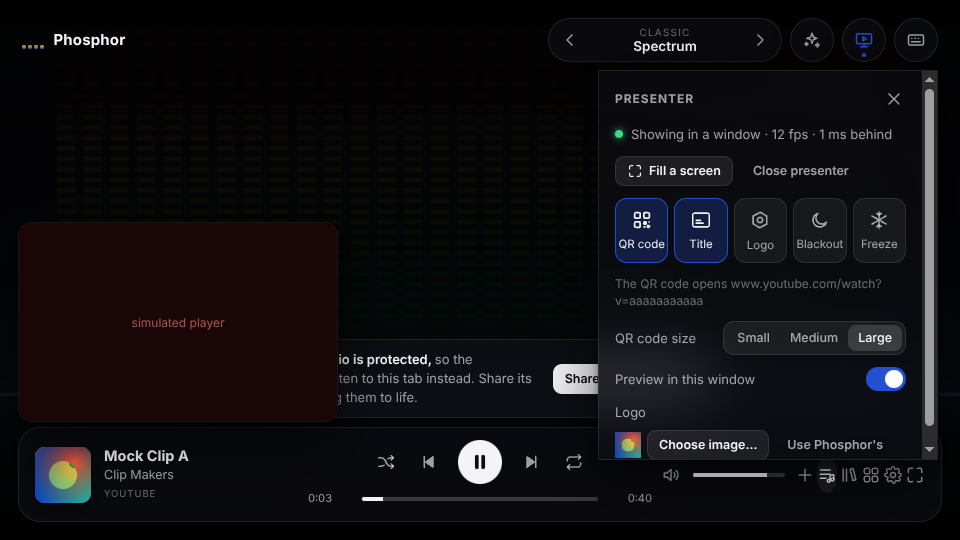 Phosphor
CLASSIC
Spectrum
PRESENTER
Showing in a window · 12 fps · 1 ms behind
Fill a screen
Close presenter
QR code
Title
Logo
Blackout
Freeze
The QR code opens www.youtube.com/watch?
v=aaaaaaaaaaa
QR code size
Small
Medium
Large
Preview in this window
Logo
Choose image...
Use Phosphor's
simulated player
io is protected, so the
ten to this tab instead. Share its
g them to life.
Share
Mock Clip A
Clip Makers
YOUTUBE
0:03
0:40